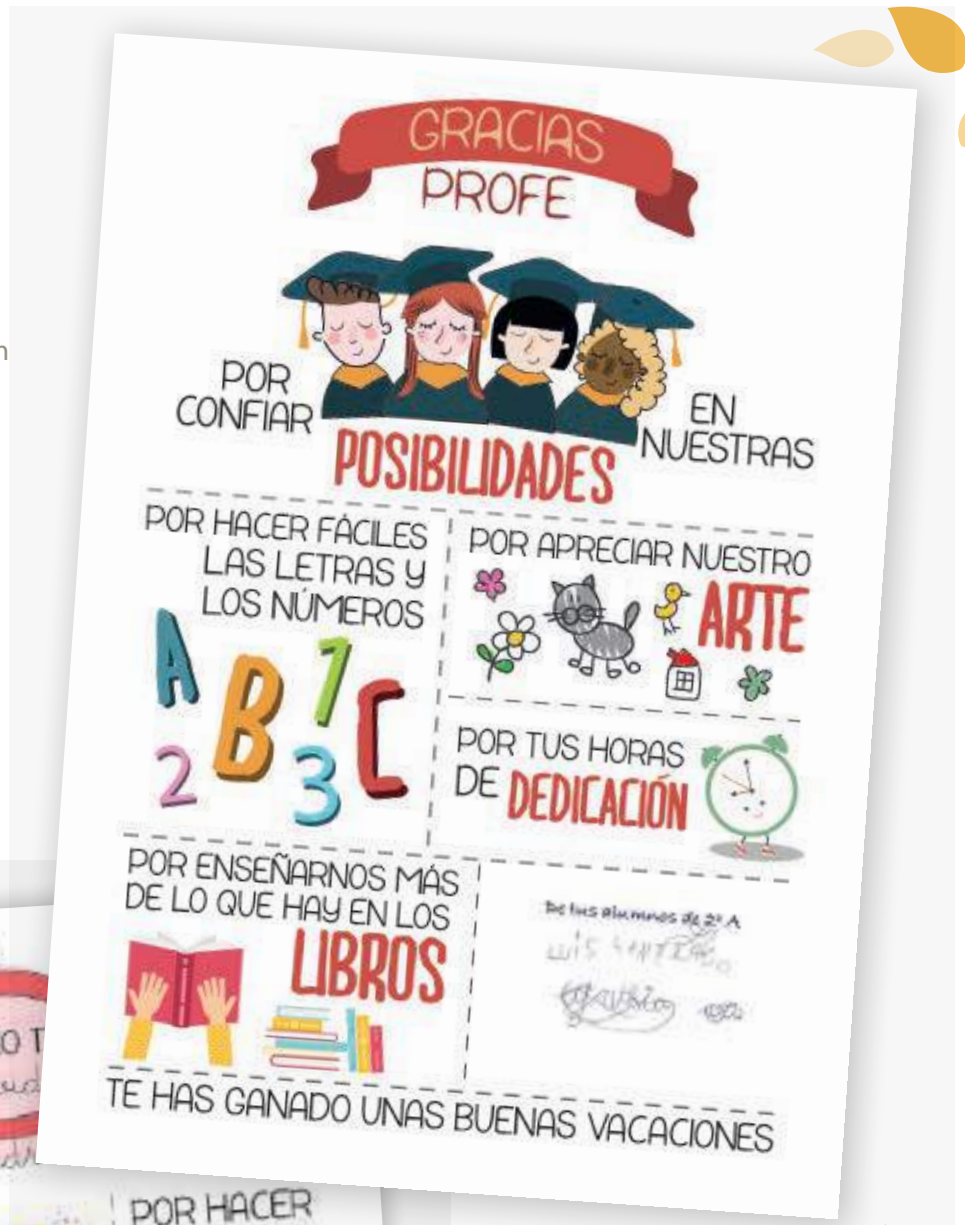 GRACIAS
PROFE
POR
CONFIAR
EN
NUESTRAS
POSIBILIDADES
POR HACER FÁCILES
LAS LETRAS Y
LOS NÚMEROS
A B 1 C
2 3
POR APRECIAR NUESTRO
ARTE
POR TUS HORAS
DE DEDICACIÓN
POR ENSEÑARNOS MÁS
DE LO QUE HAY EN LOS
LIBROS
De tus alumnos de 2º A
LUIS
TE HAS GANADO UNAS BUENAS VACACIONES
POR HACER